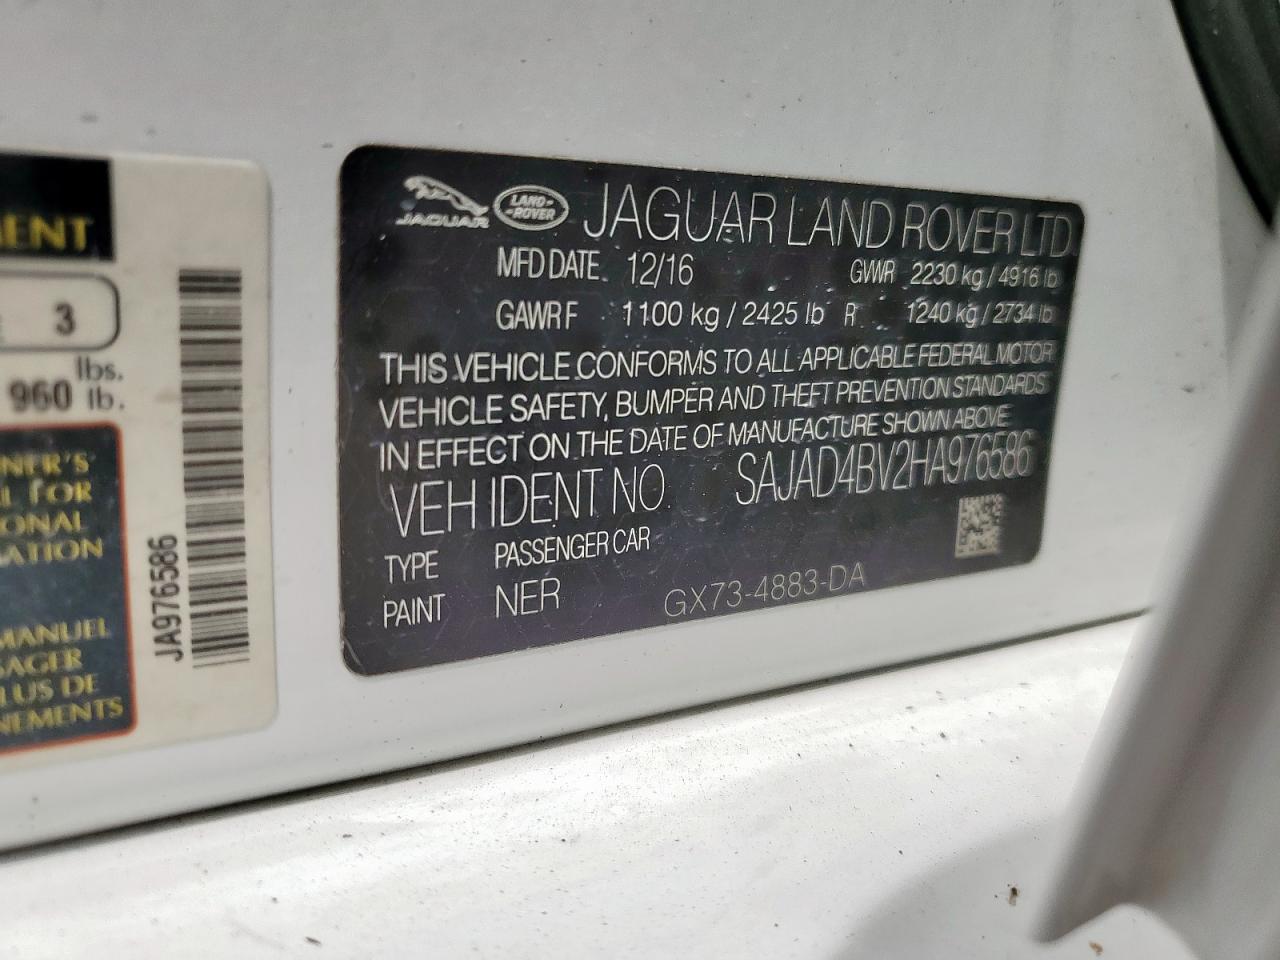 MENT
3
lbs.
960 lb.
NER'S
L FOR
IONAL
ATION
MANUEL
SAGER
LUS DE
NEMENTS
JA976586
JAGUAR
LAND-
-ROVER
JAGUAR LAND ROVER LTD
MFD DATE 12/16 GVWR 2230 kg / 4916 lb
GAWR F 1100 kg / 2425 lb R 1240 kg / 2734 lb
THIS VEHICLE CONFORMS TO ALL APPLICABLE FEDERAL MOTOR
VEHICLE SAFETY, BUMPER AND THEFT PREVENTION STANDARDS
IN EFFECT ON THE DATE OF MANUFACTURE SHOWN ABOVE
VEH IDENT NO. SAJAD4BV2HA976586
TYPE PASSENGER CAR
PAINT NER GX73-4883-DA